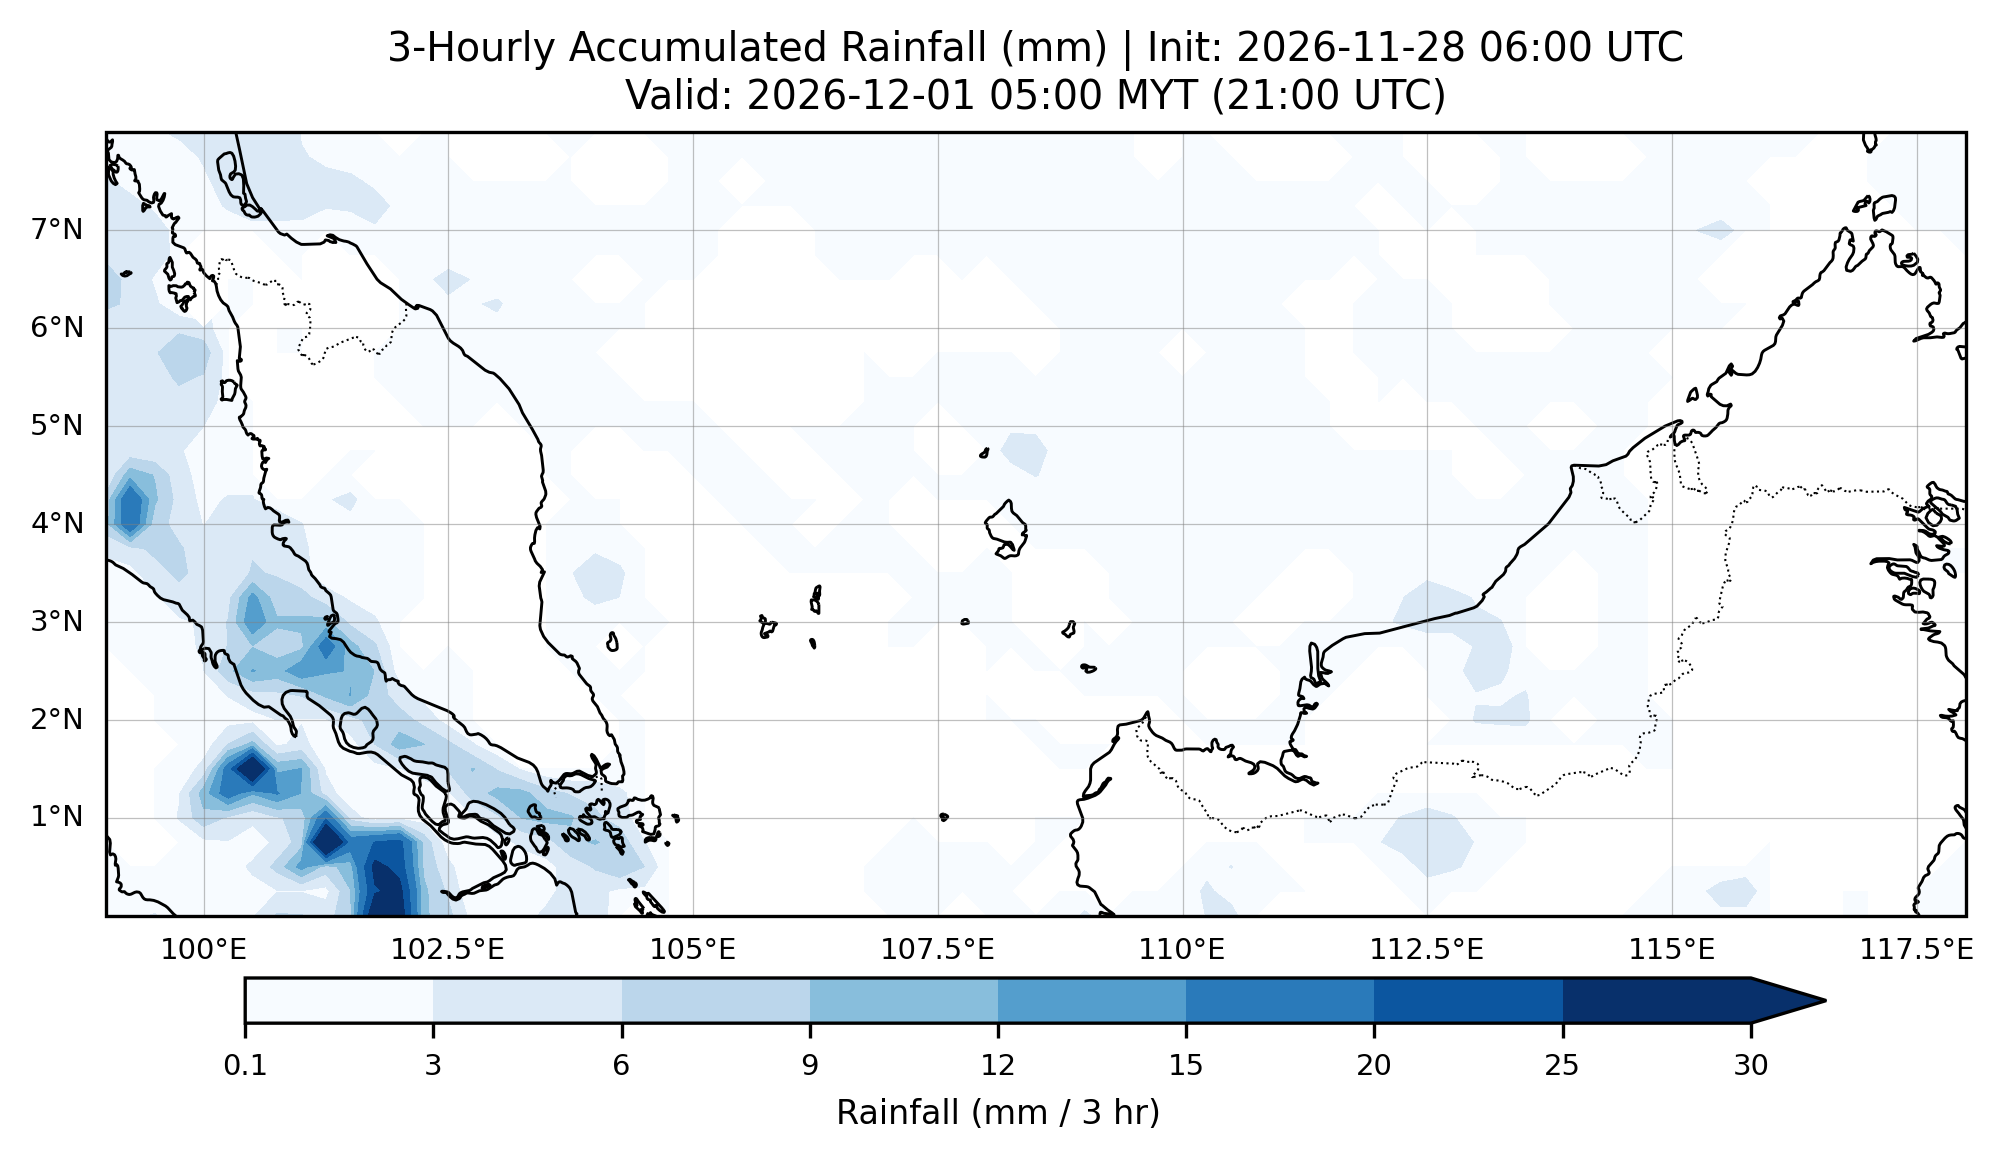 3-Hourly Accumulated Rainfall (mm) | Init: 2026-11-28 06:00 UTC
Valid: 2026-12-01 05:00 MYT (21:00 UTC)
7°N
6°N
5°N
4°N
3°N
2°N
1°N
100°E 102.5°E 105°E 107.5°E 110°E 112.5°E 115°E 117.5°E
0.1 3 6 9 12 15 20 25 30
Rainfall (mm / 3 hr)